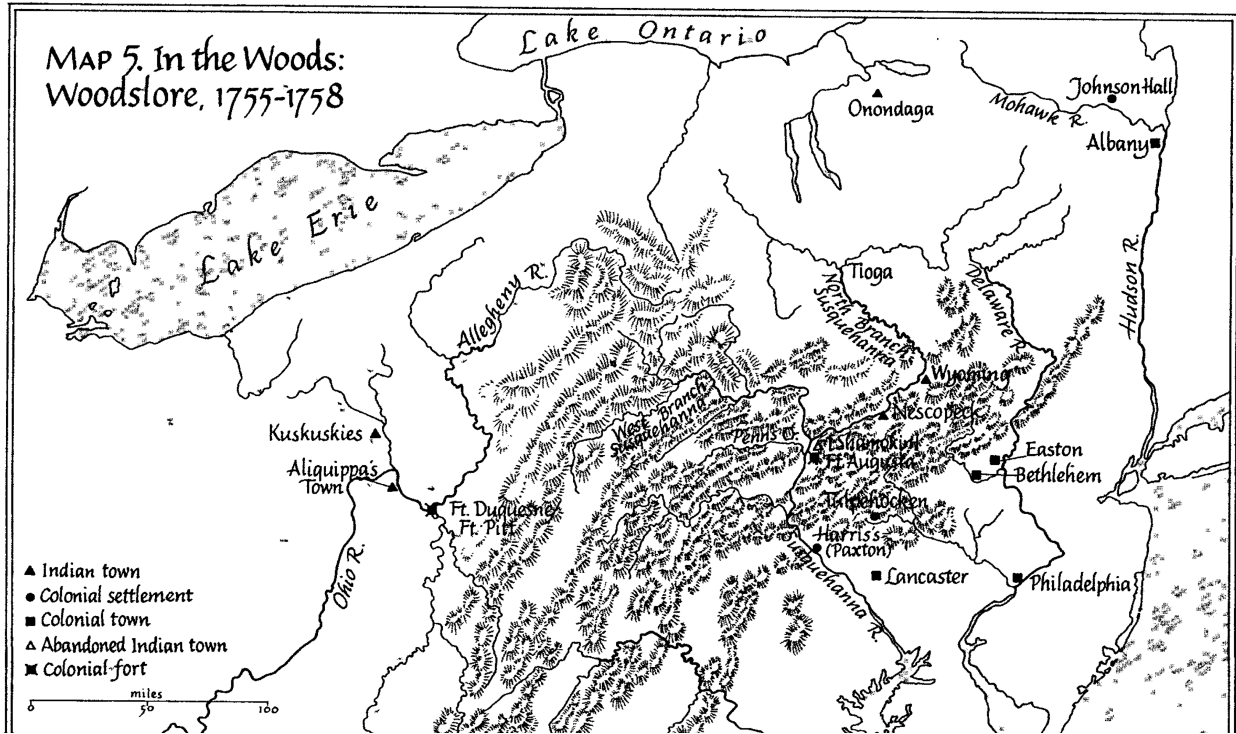 MAP 5. In the Woods:
Woodslore, 1755-1758
Lake Ontario
Onondaga
Johnson Hall
Mohawk R.
Albany
Lake Erie
Hudson R.
Allegheny R.
Tioga
North Branch
Susquehanna
Delaware R.
Wyoming
Nescopeck
West Branch
Susquehanna
Penns C.
Shamokin
Ft. Augusta
Kuskuskies
Aliquippa's
Town
Easton
Bethlehem
Ft. Duquesne
Ft. Pitt
Tulpehocken
Harris's
(Paxton)
Susquehanna R.
Lancaster
Philadelphia
Ohio R.
Indian town
Colonial settlement
Colonial town
Abandoned Indian town
Colonial fort
miles
0 50 100